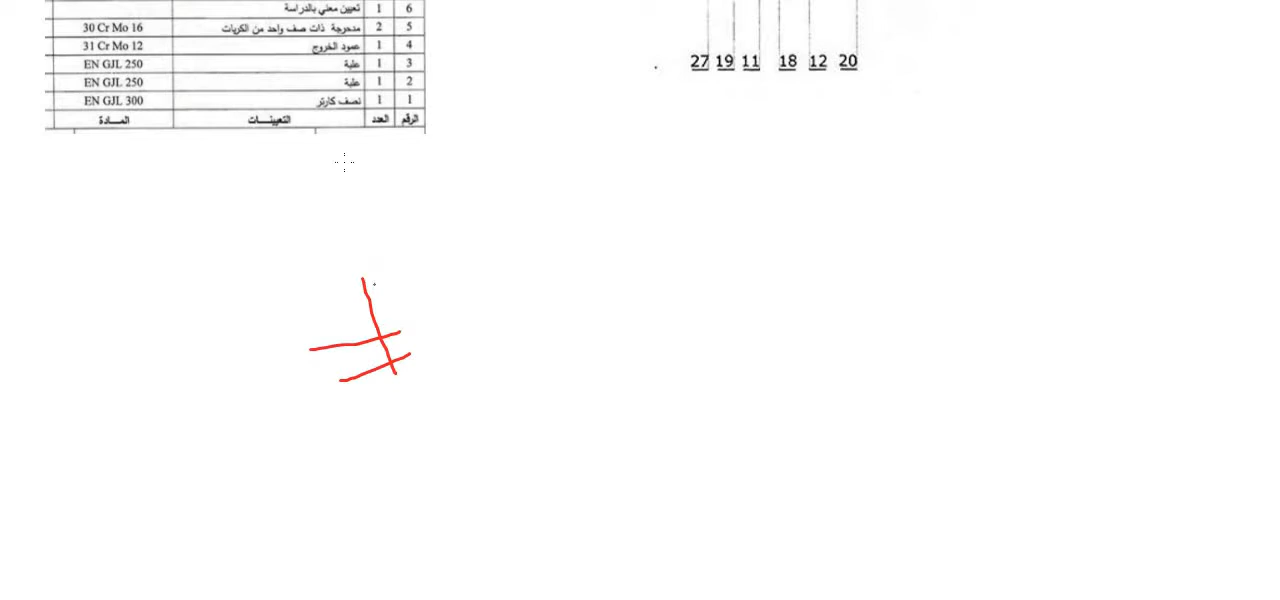 6 1 تعيين معني بالدراسة
5 2 مدحرجة ذات صف واحد من الكريات 30 Cr Mo 16
4 1 عمود الخروج 31 Cr Mo 12
3 1 علبة EN GJL 250
2 1 علبة EN GJL 250
1 1 نصف كارتر EN GJL 300
الرقم العدد التعيينات المادة
27 19 11 18 12 20